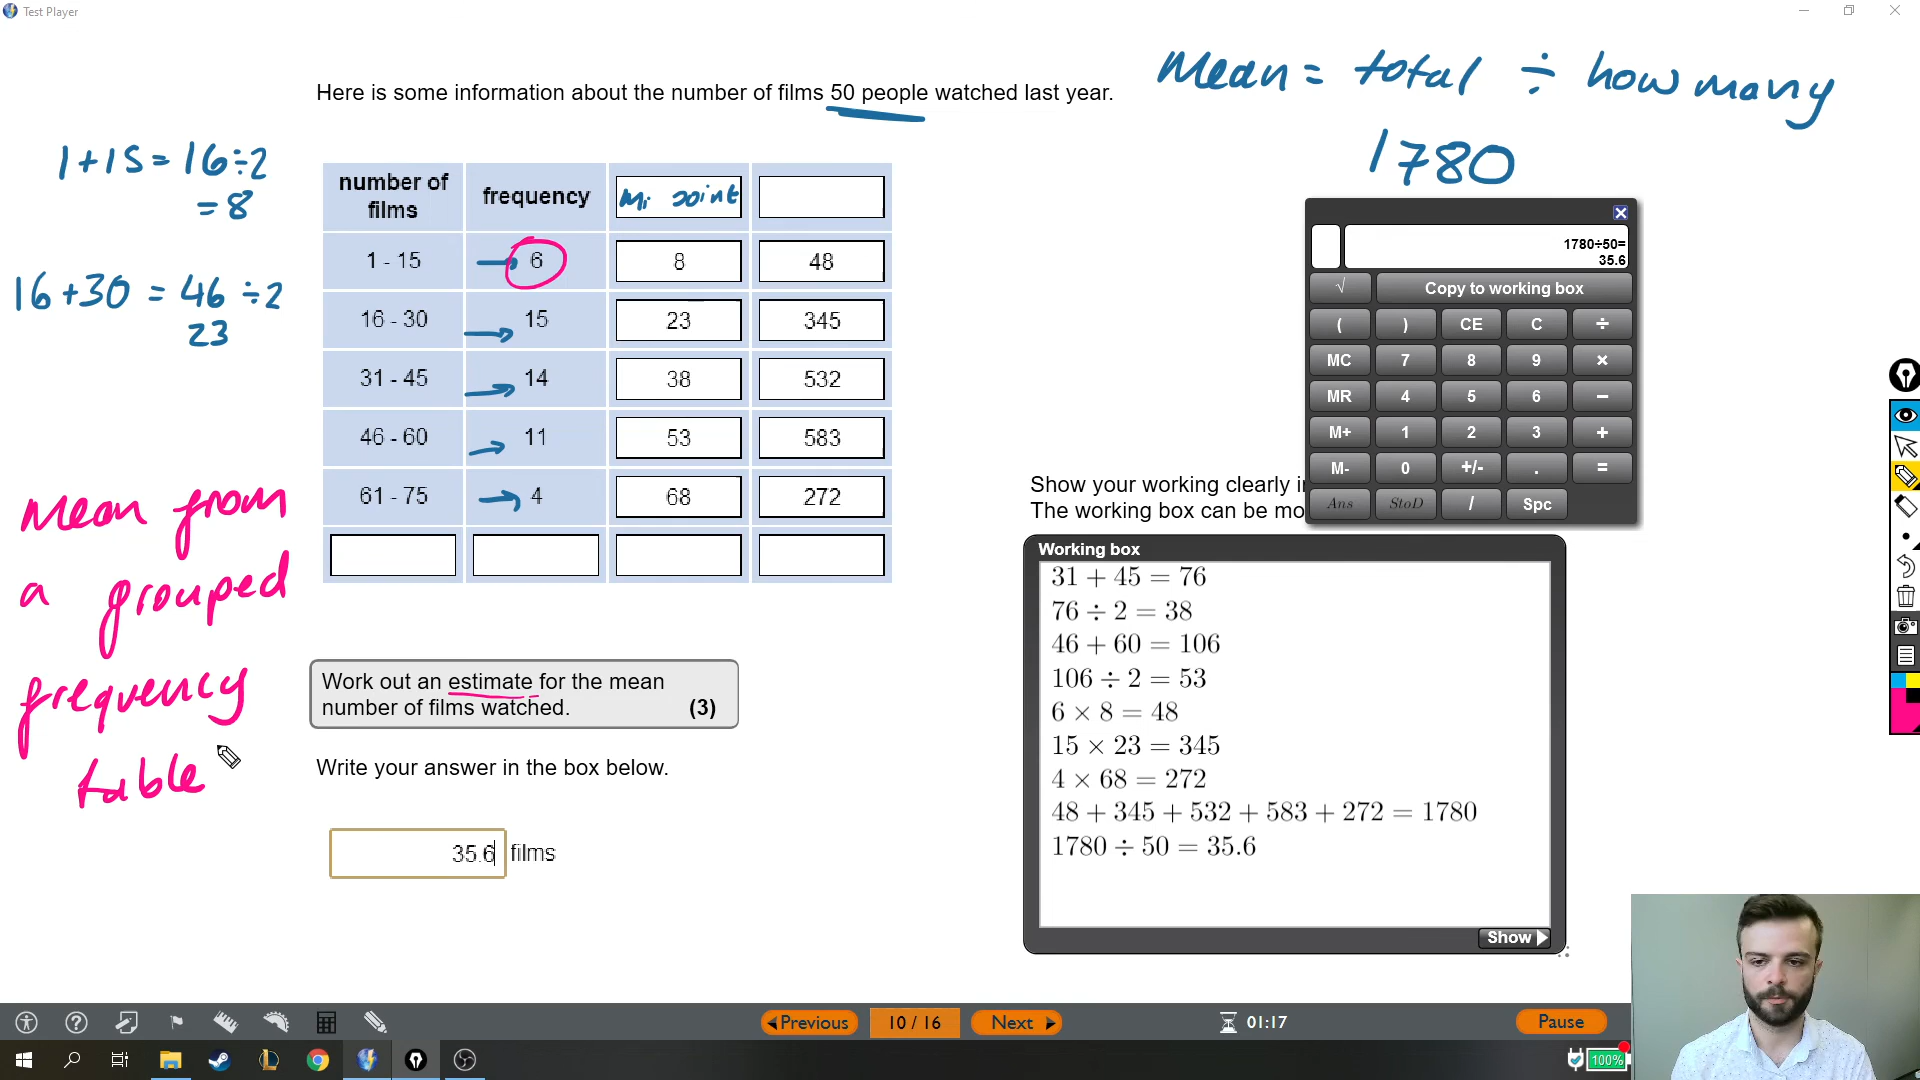 Test Player
Here is some information about the number of films 50 people watched last year.
Mean = total ÷ how many
1780
1+15 = 16÷2
= 8
16+30 = 46 ÷2
23
number of films frequency
1 - 15 6 8 48
16 - 30 15 23 345
31 - 45 14 38 532
46 - 60 11 53 583
61 - 75 4 68 272
Mean from
a grouped
frequency
table
Work out an estimate for the mean
number of films watched. (3)
Write your answer in the box below.
35.6 films
1780÷50=
35.6
√ Copy to working box
( ) CE C ÷
MC 7 8 9 ×
MR 4 5 6 −
M+ 1 2 3 +
M- 0 +/- . =
Ans StoD / Spc
Show your working clearly i
The working box can be mo
Working box
31 + 45 = 76
76 ÷ 2 = 38
46 + 60 = 106
106 ÷ 2 = 53
6 × 8 = 48
15 × 23 = 345
4 × 68 = 272
48 + 345 + 532 + 583 + 272 = 1780
1780 ÷ 50 = 35.6
Show
Previous 10 / 16 Next 01:17 Pause
100%